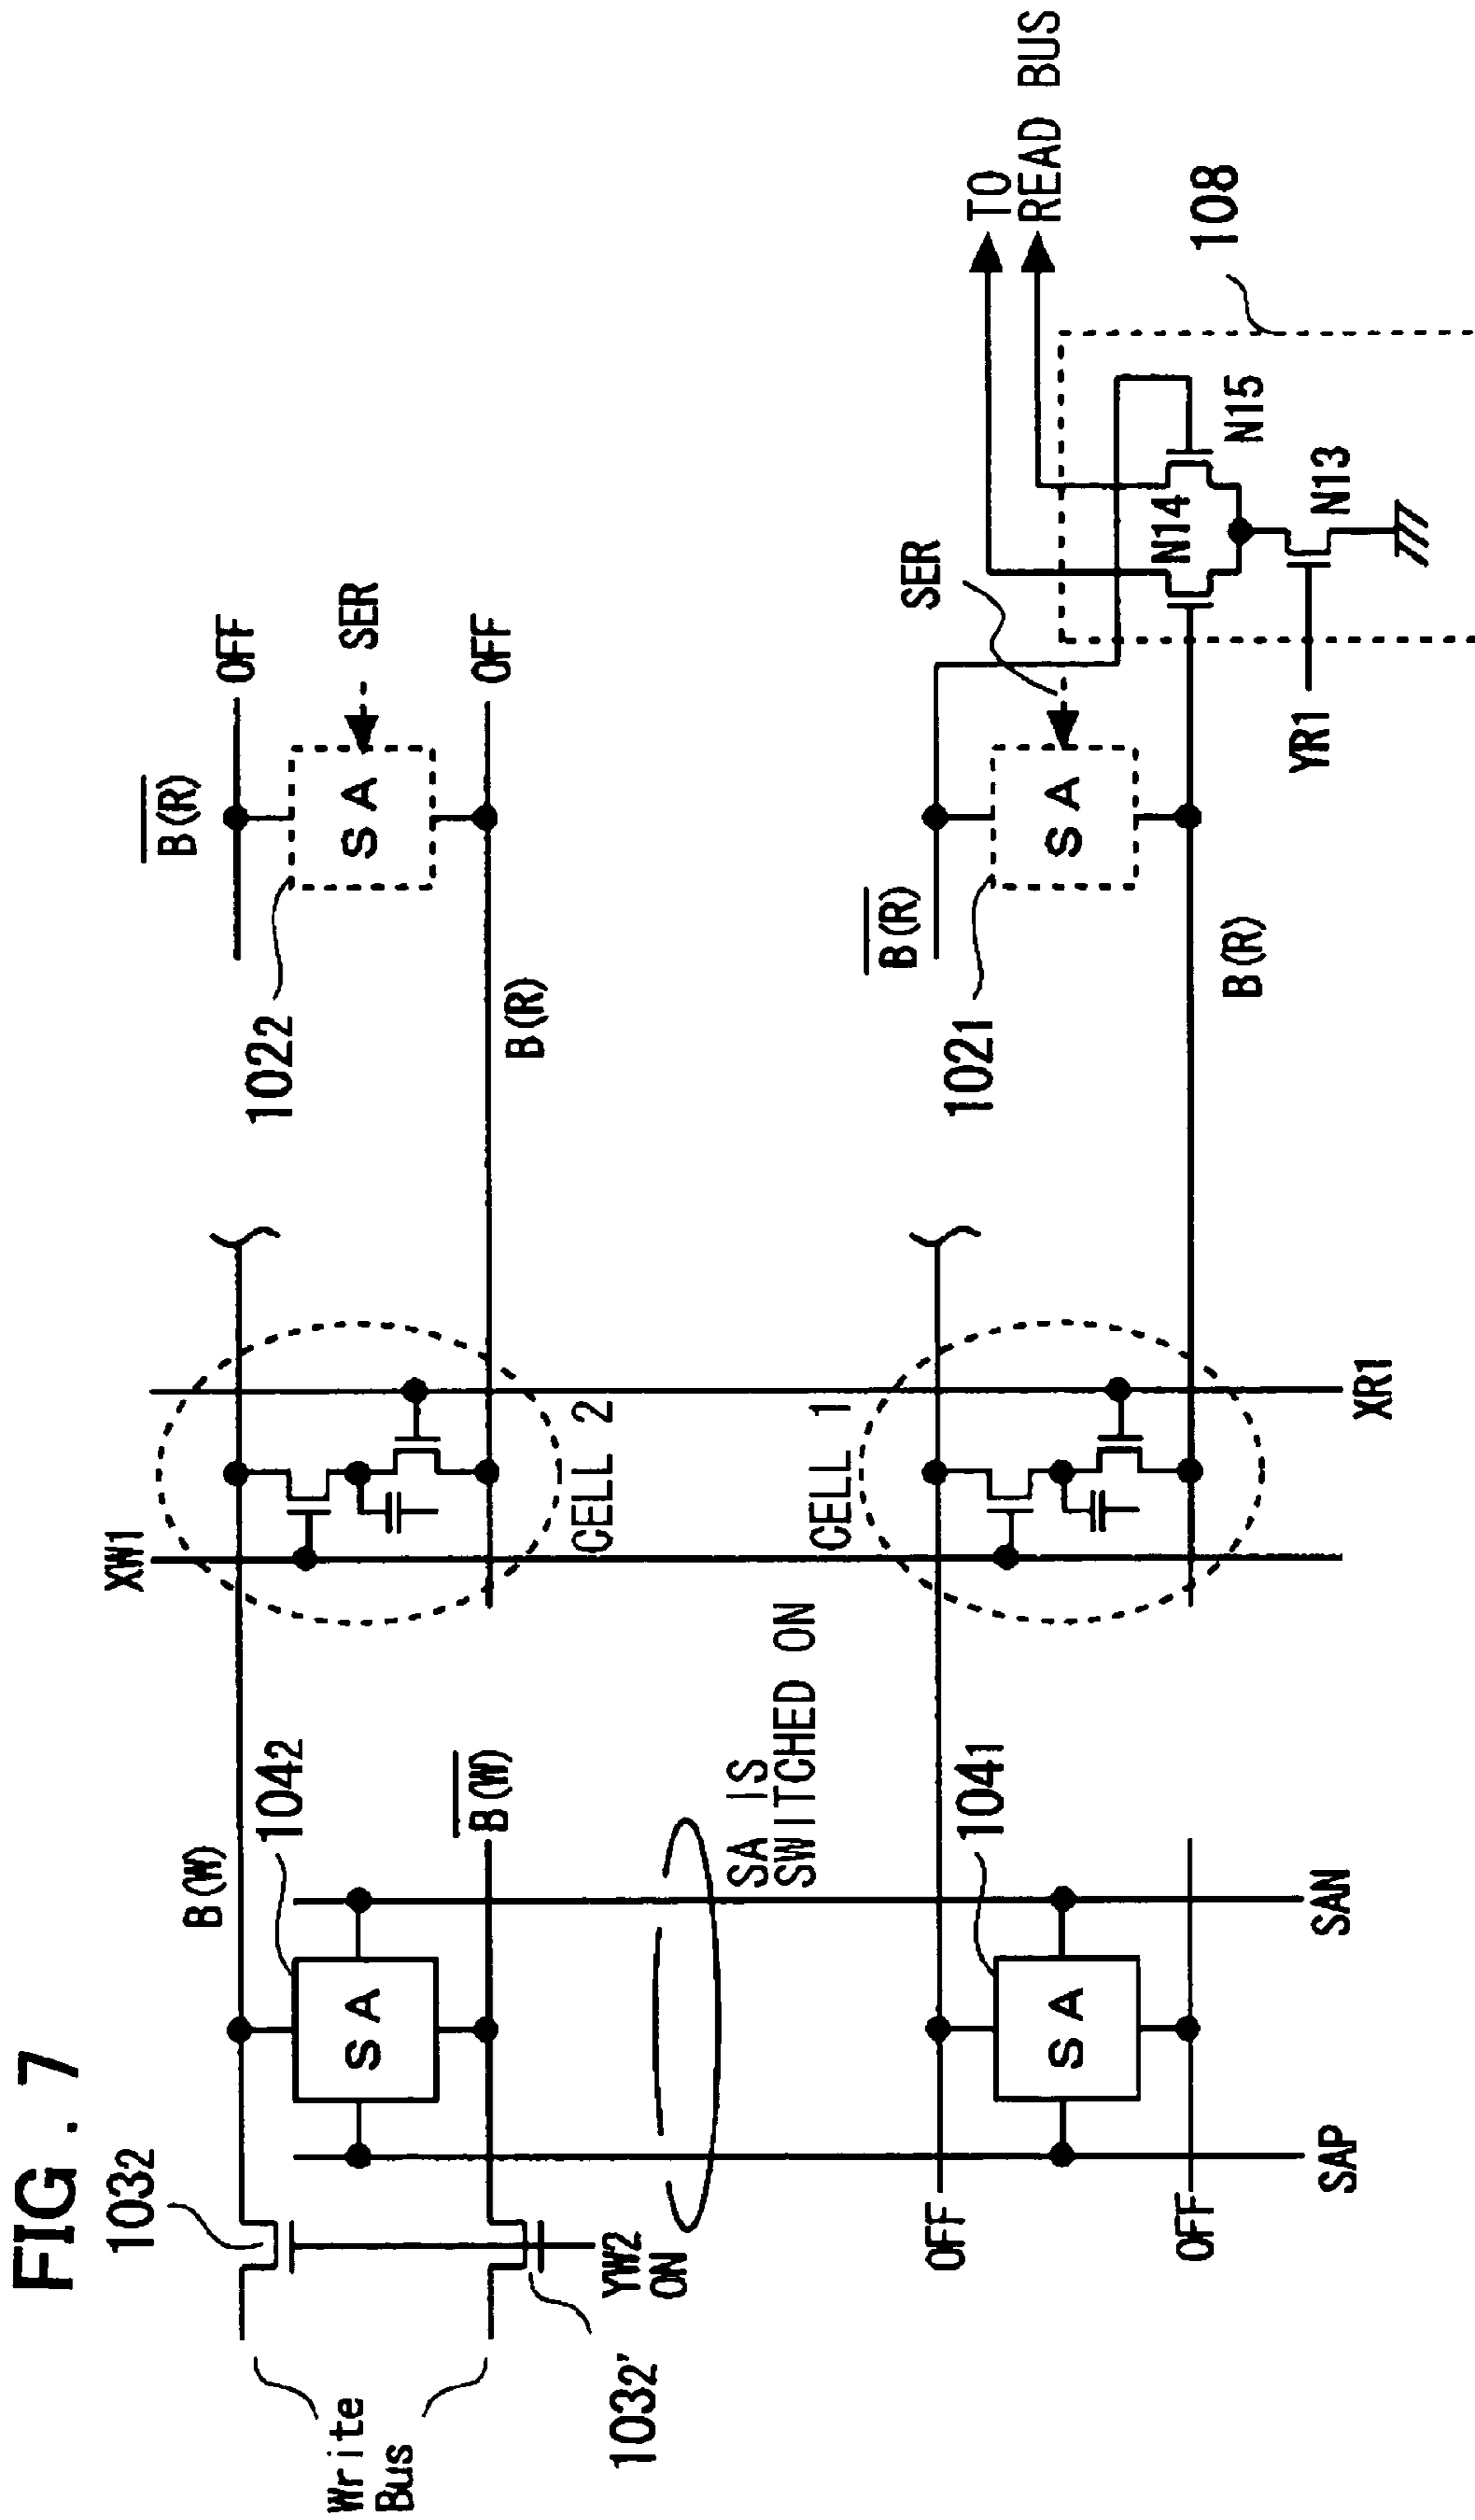 FIG. 7
Write
Bus
103₂
103₂'
YW2
ON
B(W)
104₂
SA
B(W)
SA IS
SWITCHED ON
XW1
CELL 2
102₂
B(R)
OFF
SA
SER
B(R)
OFF
OFF
OFF
104₁
SA
SAP
SAN
CELL 1
XR1
102₁
B(R)
SA
SER
B(R)
TO
READ BUS
108
N14
N15
N13
YR1